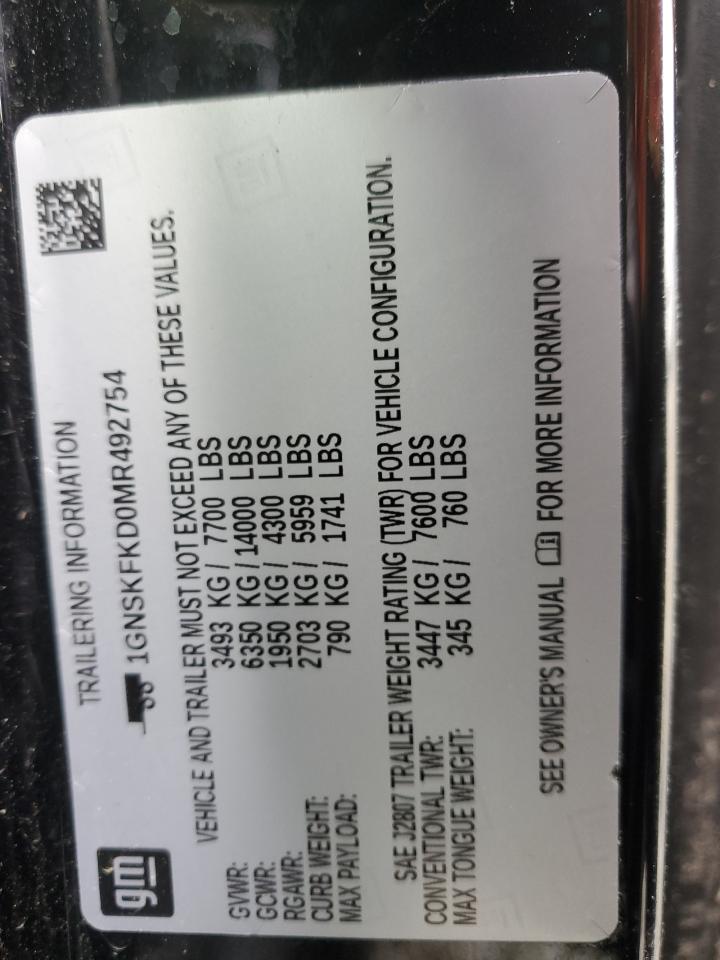 gm
TRAILERING INFORMATION
1GNSKFKD0MR492754
VEHICLE AND TRAILER MUST NOT EXCEED ANY OF THESE VALUES.
GVWR: 3493 KG / 7700 LBS
GCWR: 6350 KG / 14000 LBS
RGAWR: 1950 KG / 4300 LBS
CURB WEIGHT: 2703 KG / 5959 LBS
MAX PAYLOAD: 790 KG / 1741 LBS
SAE J2807 TRAILER WEIGHT RATING (TWR) FOR VEHICLE CONFIGURATION.
CONVENTIONAL TWR: 3447 KG / 7600 LBS
MAX TONGUE WEIGHT: 345 KG / 760 LBS
SEE OWNER'S MANUAL FOR MORE INFORMATION